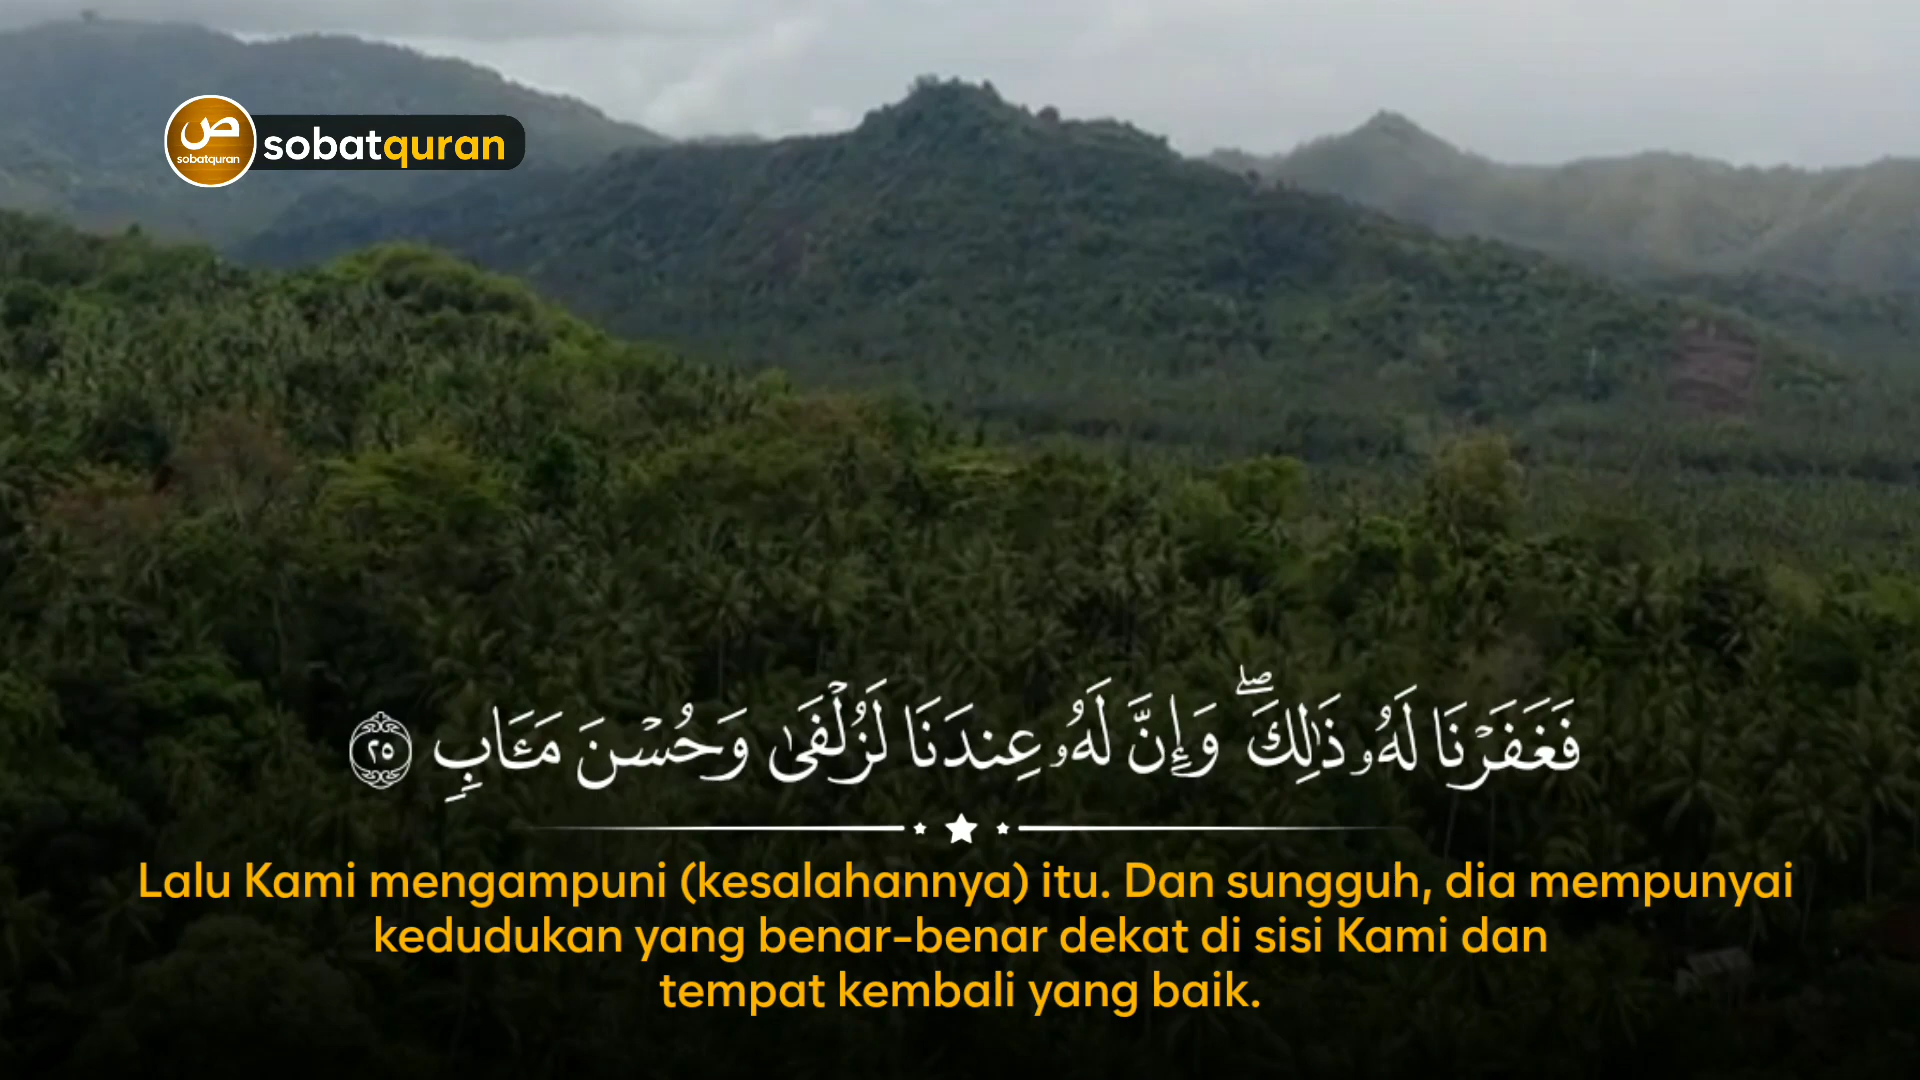 ص
sobatquran
sobatquran
فَغَفَرْنَا لَهُۥ ذَٰلِكَ ۖ وَإِنَّ لَهُۥ عِندَنَا لَزُلْفَىٰ وَحُسْنَ مَـَٔابٍ ٢٥
Lalu Kami mengampuni (kesalahannya) itu. Dan sungguh, dia mempunyai
kedudukan yang benar-benar dekat di sisi Kami dan
tempat kembali yang baik.